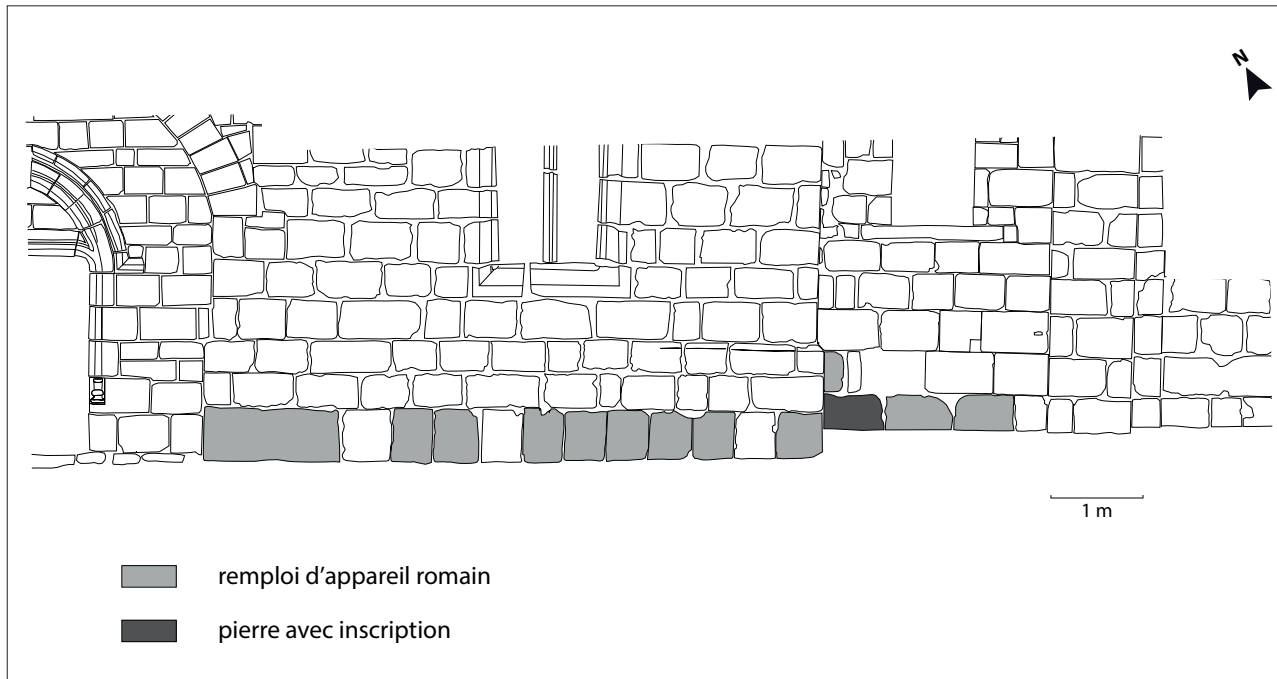 N
1 m
remploi d'appareil romain
pierre avec inscription